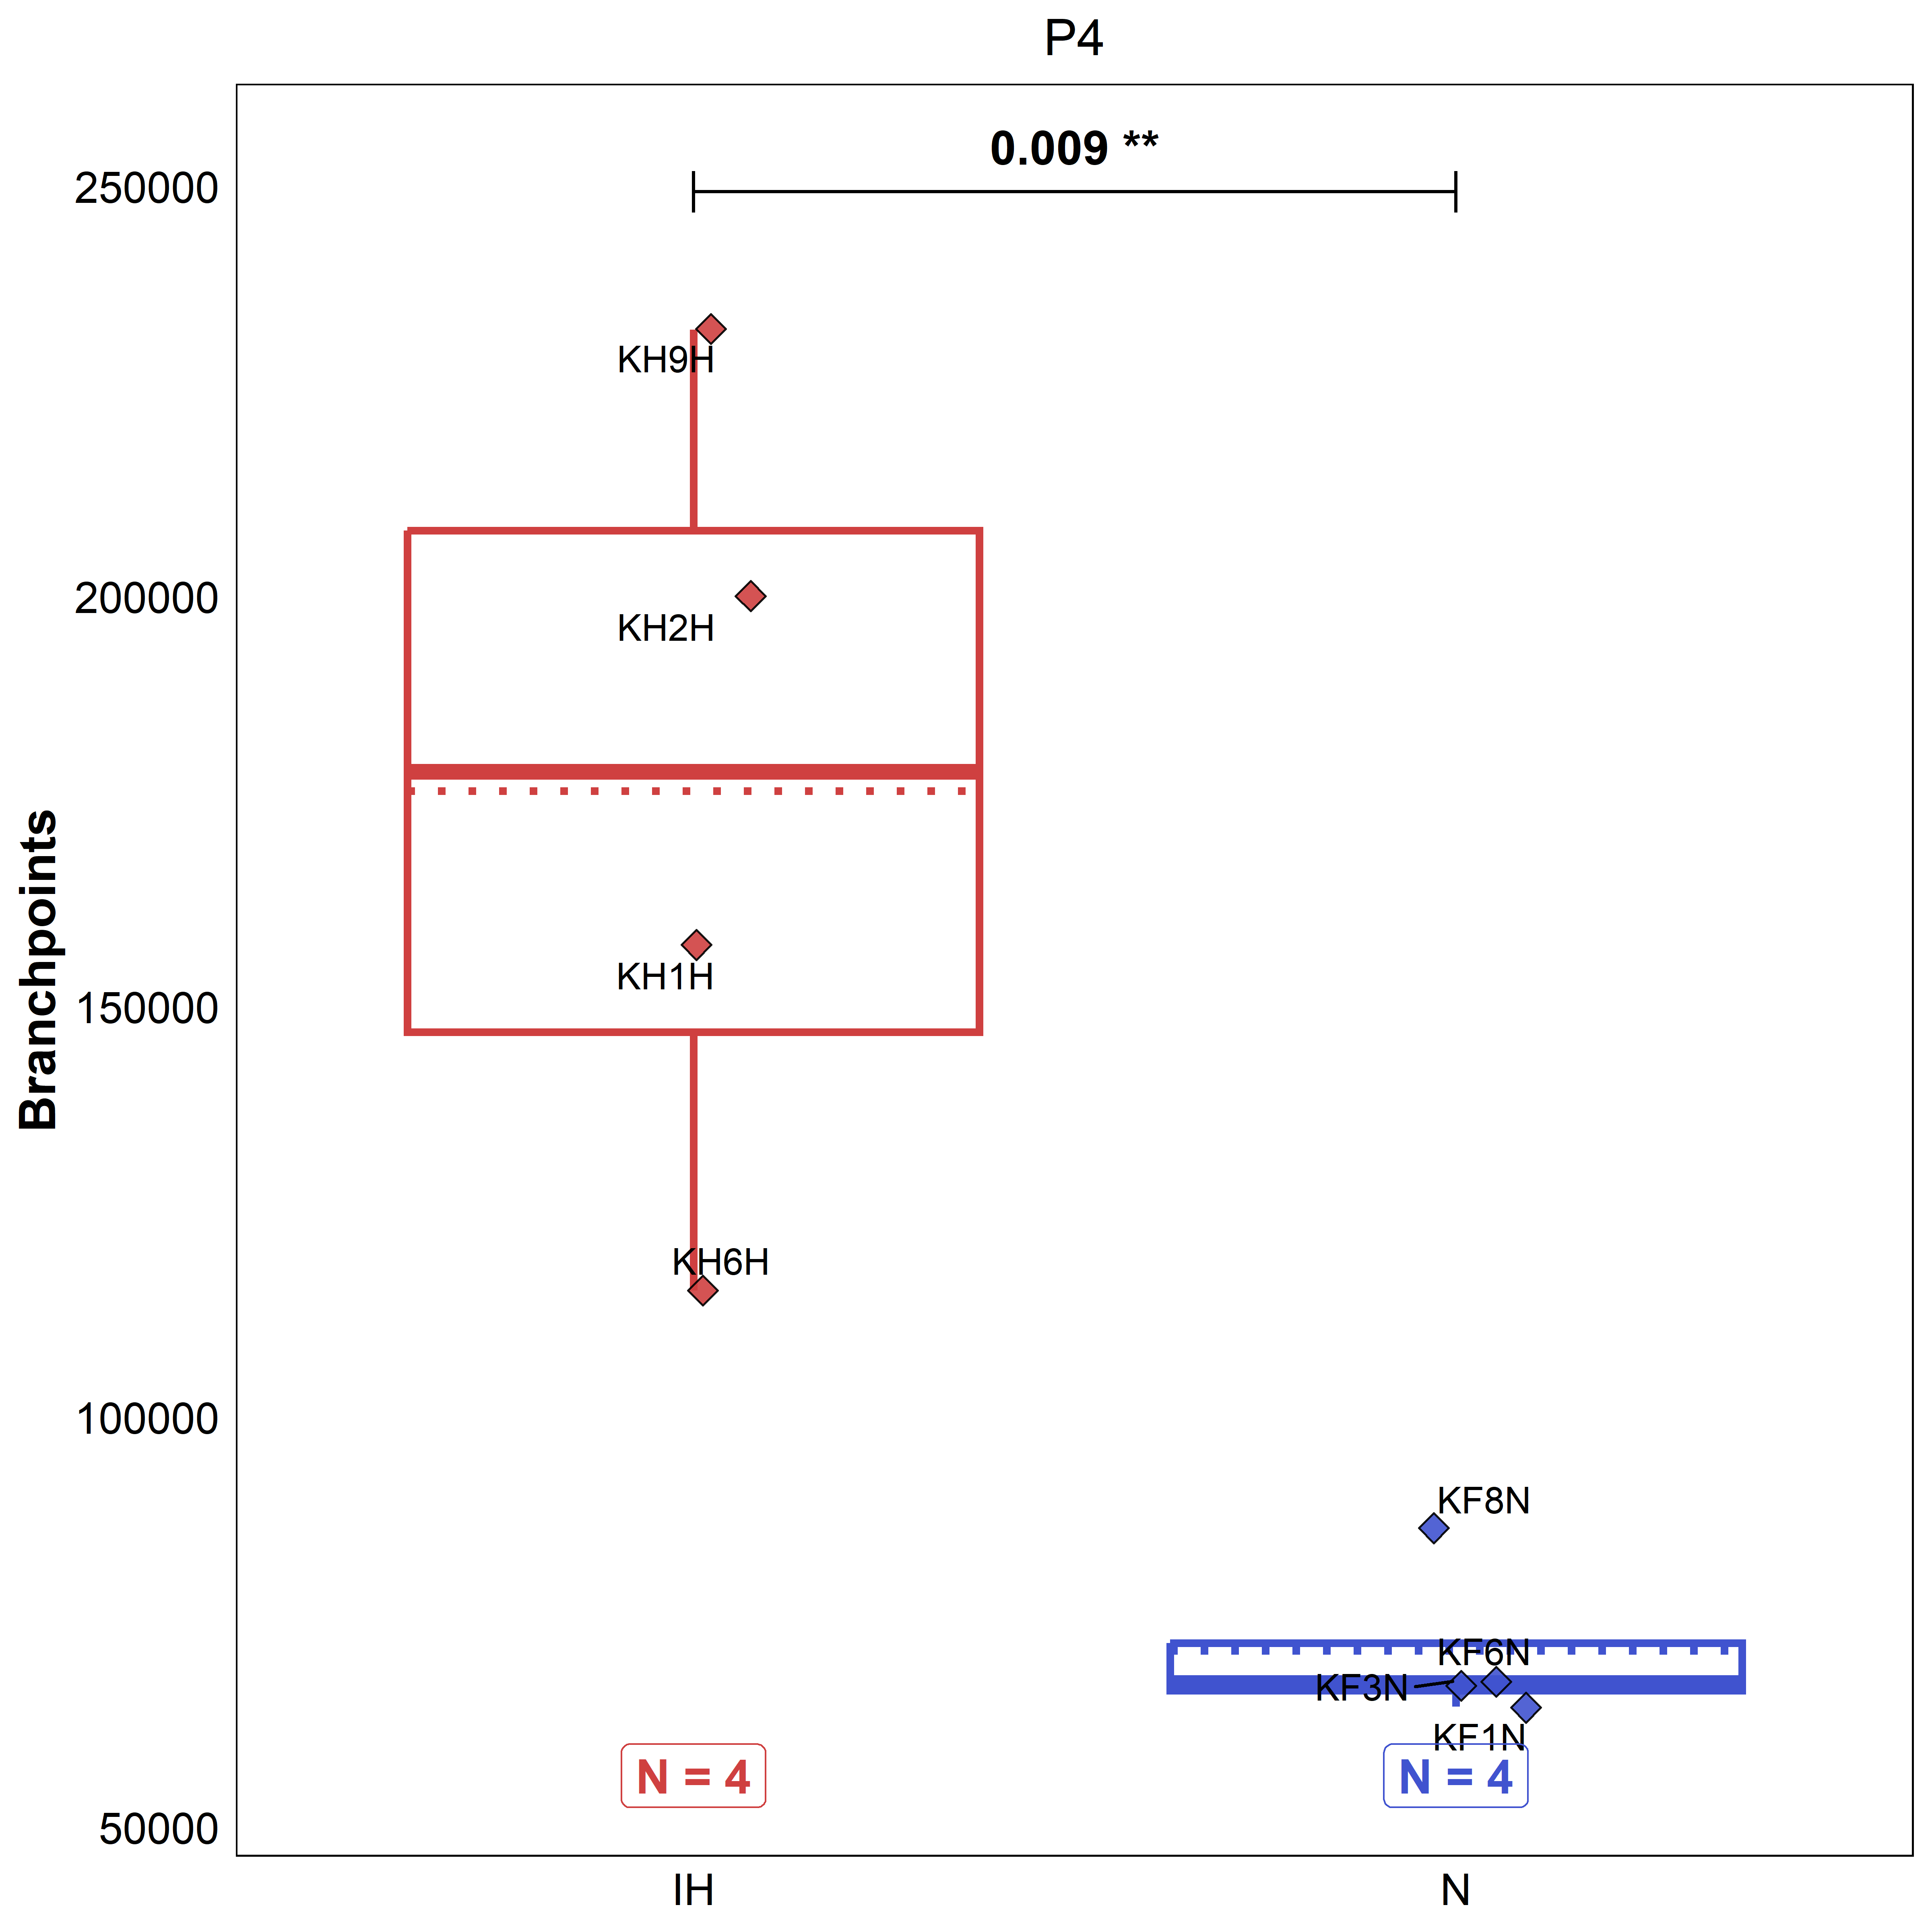 P4
0.009 **
250000
200000
150000
100000
50000
Branchpoints
KH9H
KH2H
KH1H
KH6H
KF8N
KF6N
KF3N
KF1N
N = 4
N = 4
IH
N